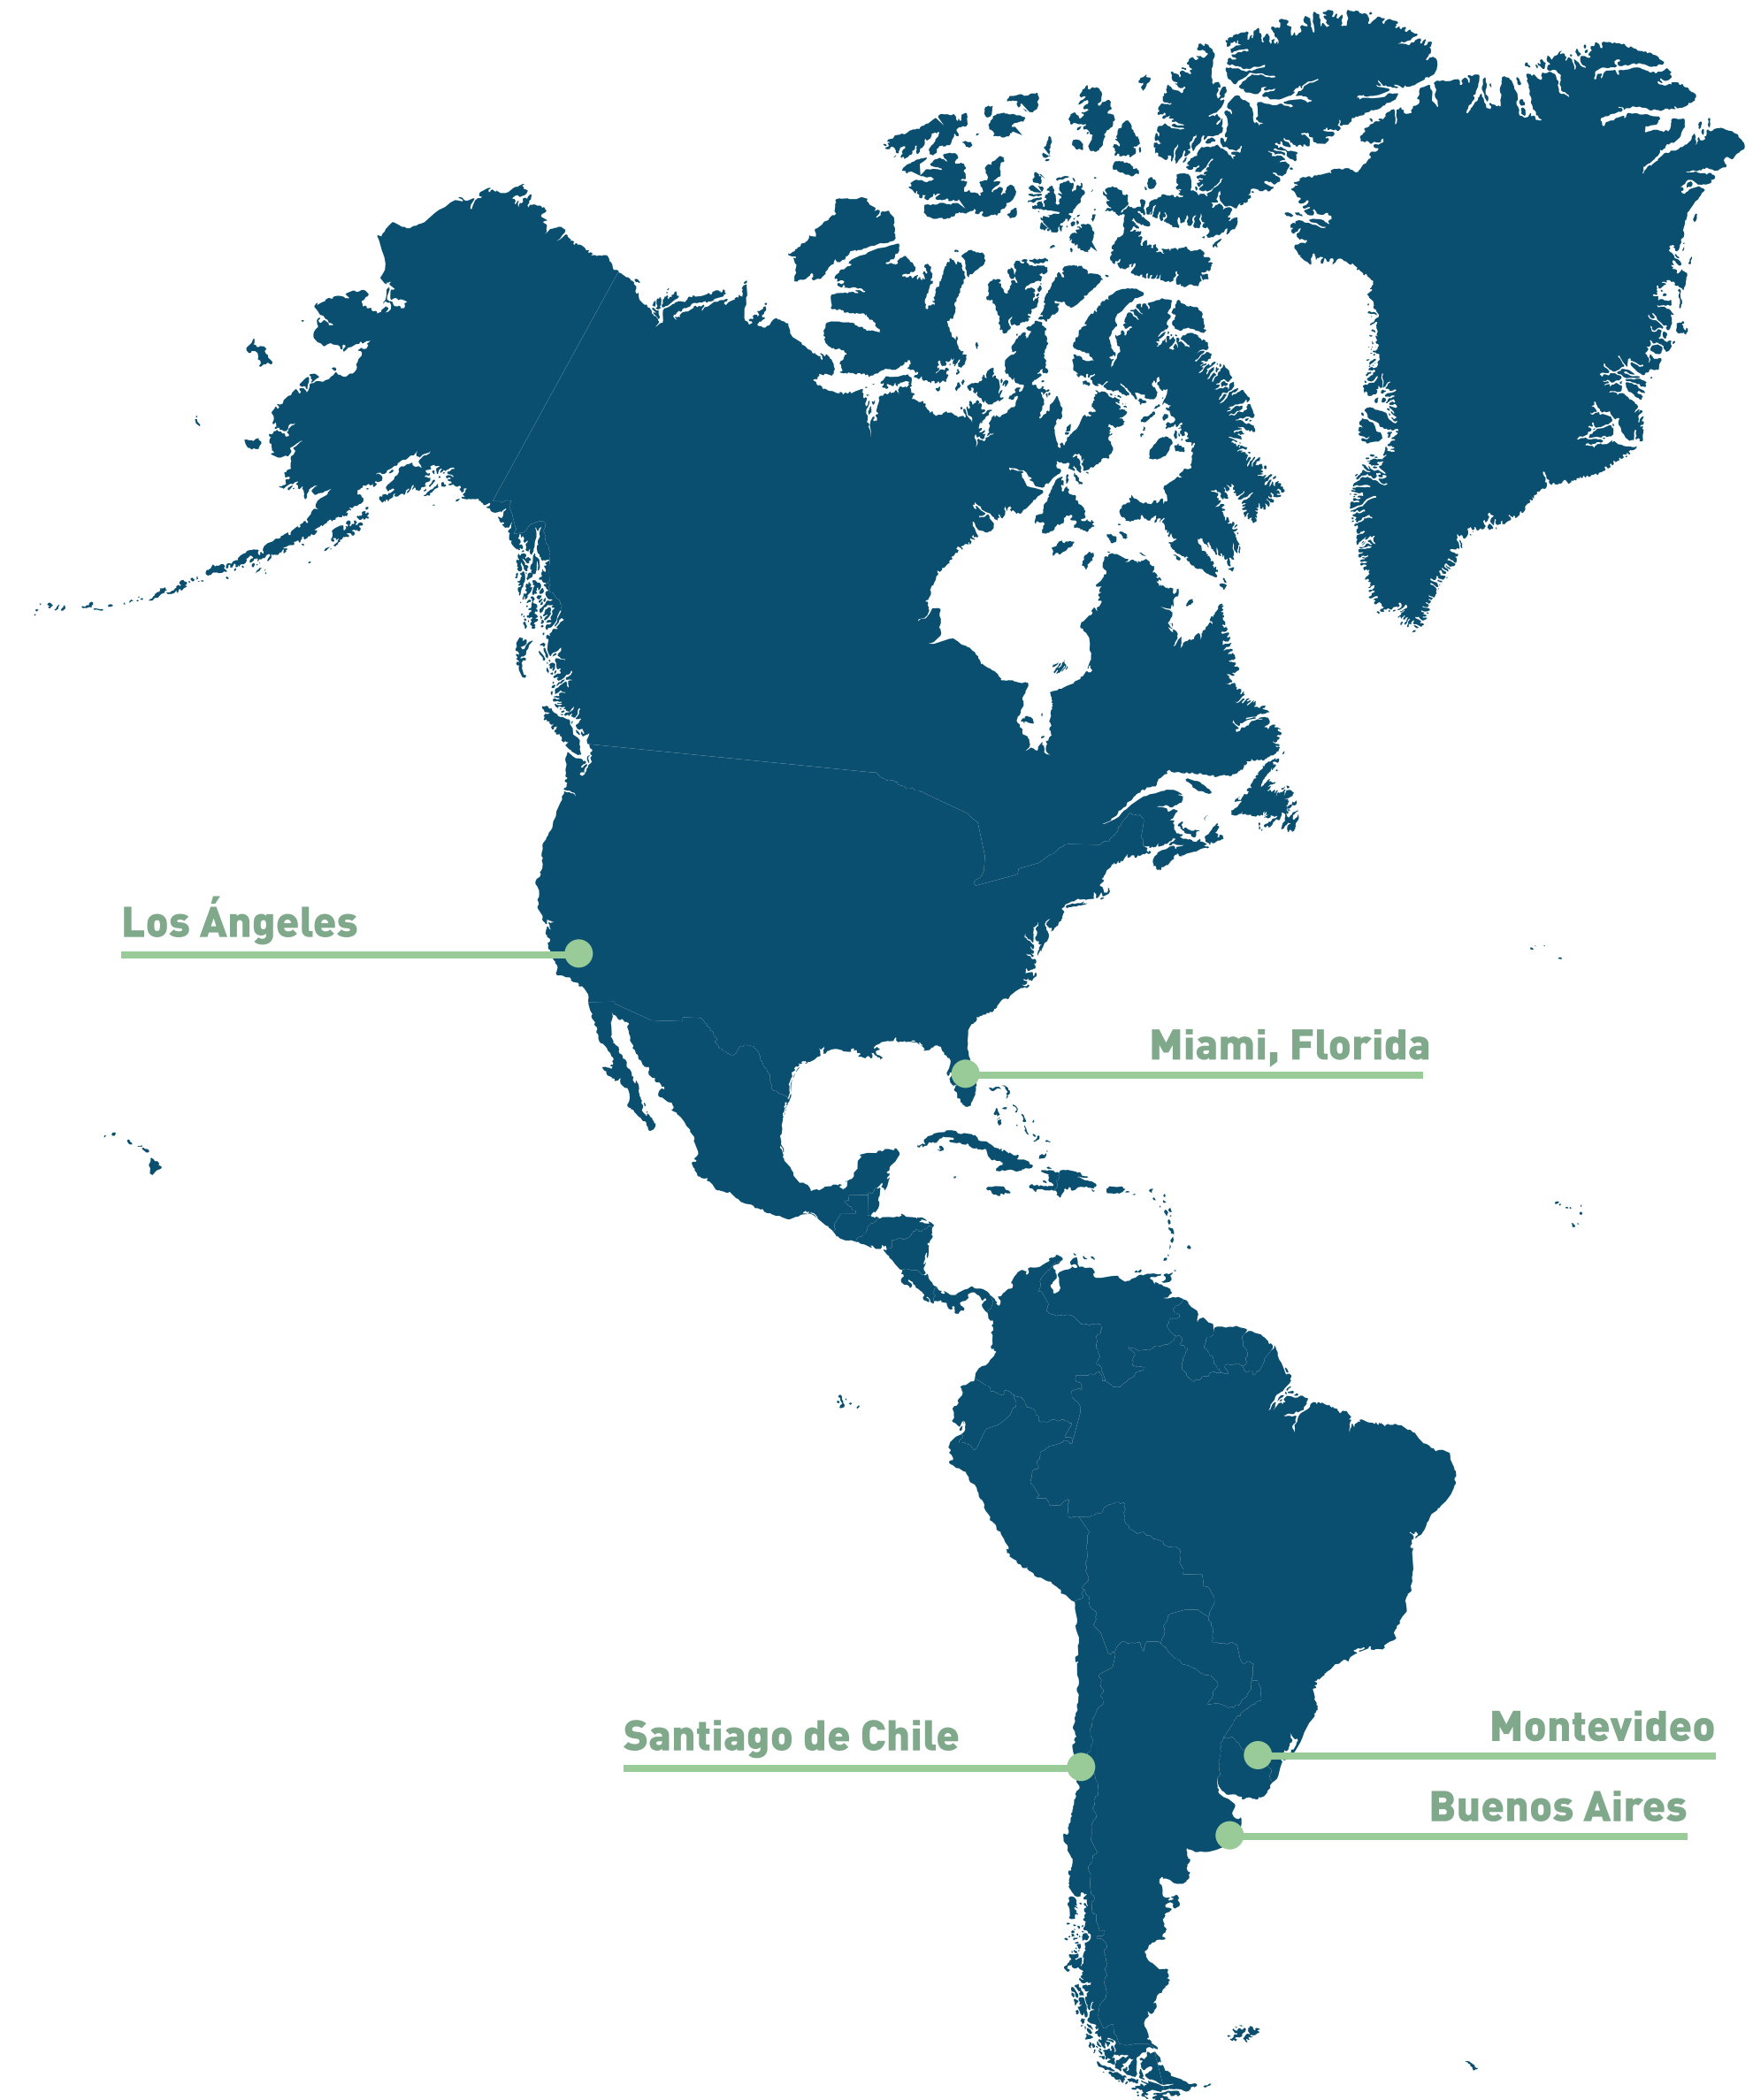 Los Ángeles
Miami, Florida
Santiago de Chile
Montevideo
Buenos Aires